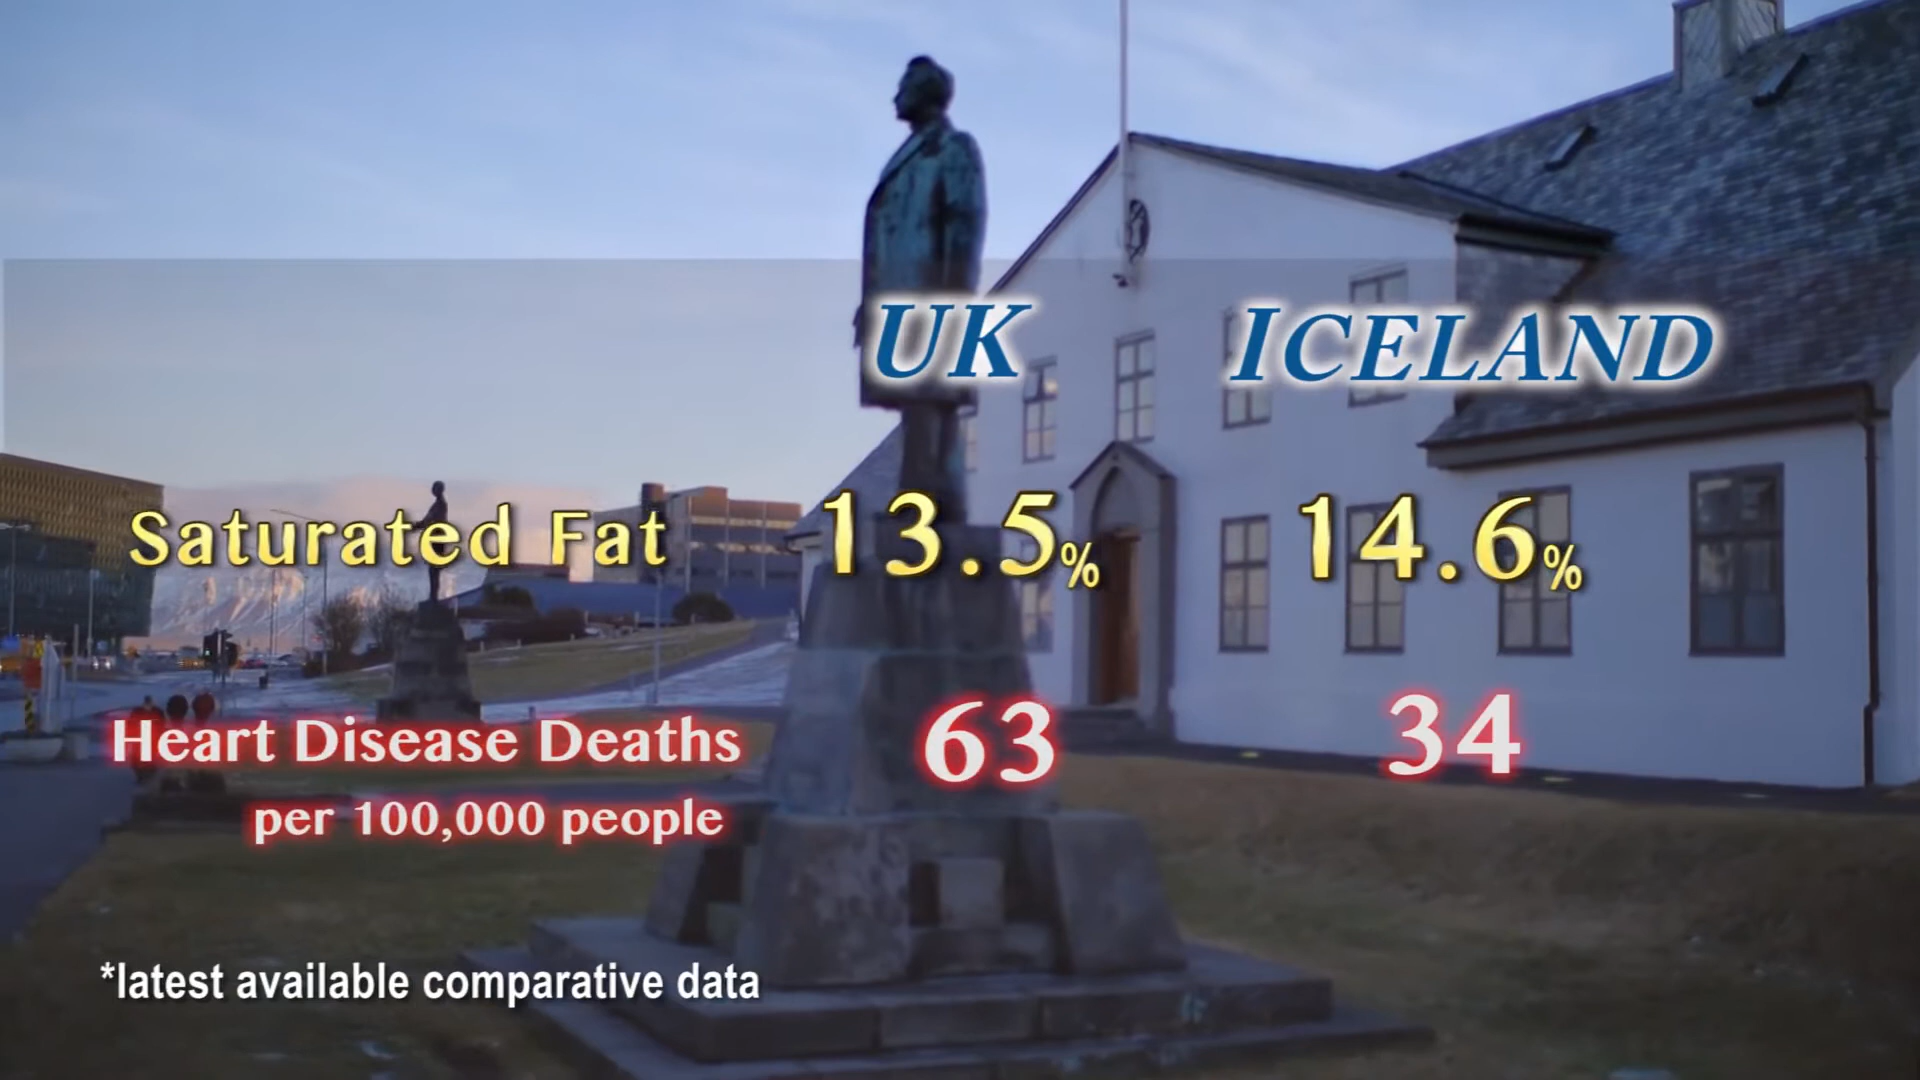 UK ICELAND
Saturated Fat 13.5% 14.6%
Heart Disease Deaths 63 34
per 100,000 people
*latest available comparative data